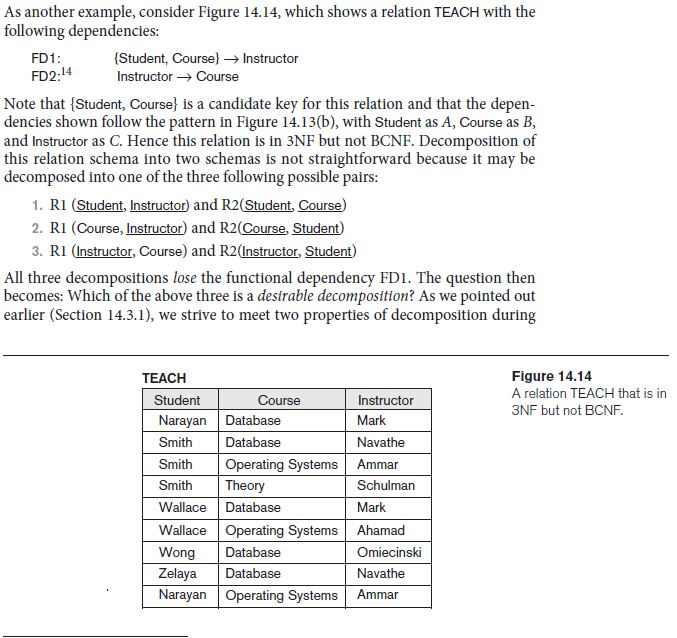 As another example, consider Figure 14.14, which shows a relation TEACH with the
following dependencies:
FD1: {Student, Course} → Instructor
FD2:14 Instructor → Course
Note that {Student, Course} is a candidate key for this relation and that the depen-
dencies shown follow the pattern in Figure 14.13(b), with Student as A, Course as B,
and Instructor as C. Hence this relation is in 3NF but not BCNF. Decomposition of
this relation schema into two schemas is not straightforward because it may be
decomposed into one of the three following possible pairs:
1. R1 (Student, Instructor) and R2(Student, Course)
2. R1 (Course, Instructor) and R2(Course, Student)
3. R1 (Instructor, Course) and R2(Instructor, Student)
All three decompositions lose the functional dependency FD1. The question then
becomes: Which of the above three is a desirable decomposition? As we pointed out
earlier (Section 14.3.1), we strive to meet two properties of decomposition during
TEACH
Student Course Instructor
Narayan Database Mark
Smith Database Navathe
Smith Operating Systems Ammar
Smith Theory Schulman
Wallace Database Mark
Wallace Operating Systems Ahamad
Wong Database Omiecinski
Zelaya Database Navathe
Narayan Operating Systems Ammar
Figure 14.14
A relation TEACH that is in
3NF but not BCNF.